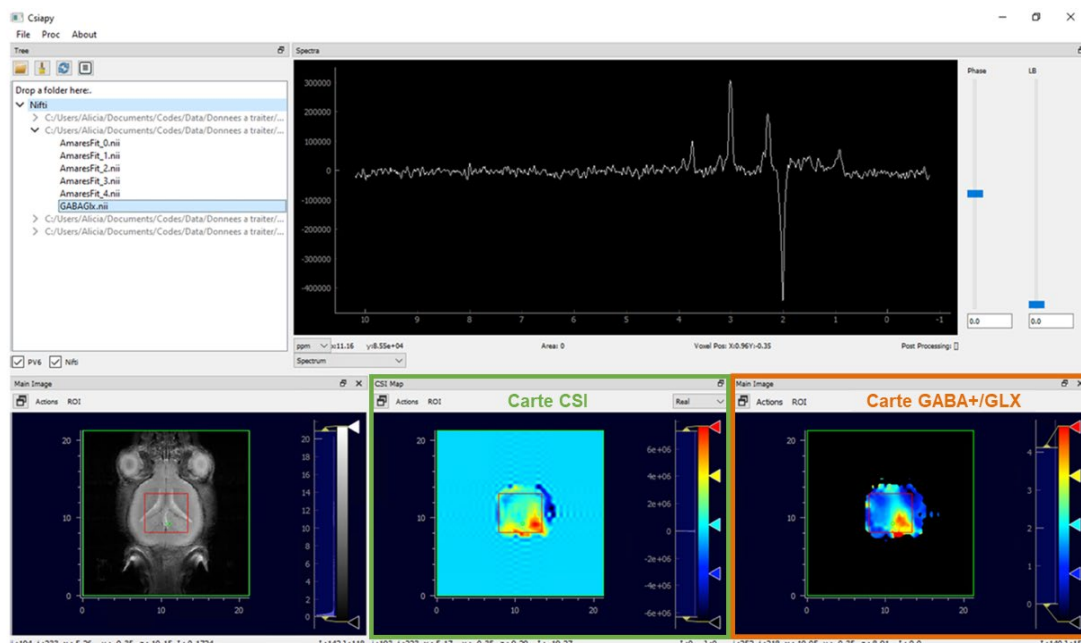 Csiapy
File Proc About
Tree
Spectra
Drop a folder here:.
Nifti
C:/Users/Alicia/Documents/Codes/Data/Donnees a traiter/...
C:/Users/Alicia/Documents/Codes/Data/Donnees a traiter/...
AmaresFit_0.nii
AmaresFit_1.nii
AmaresFit_2.nii
AmaresFit_3.nii
AmaresFit_4.nii
GABAGlx.nii
C:/Users/Alicia/Documents/Codes/Data/Donnees a traiter/...
C:/Users/Alicia/Documents/Codes/Data/Donnees a traiter/...
PV6 Nifti
300000
200000
100000
0
-100000
-200000
-300000
-400000
10 9 8 7 6 5 4 3 2 1 0 -1
Phase LB
0.0 0.0
ppm x=11.16 y=8.55e+04 Area: 0 Voxel Pos: X:0.96Y:-0.35 Post Processing: []
Spectrum
Main Image
Actions ROI
20
10
0
0 10 20
20
18
16
14
12
10
8
6
4
2
0
CSI Map
Actions ROI
Carte CSI
Real
20
10
0
0 10 20
6e+06
4e+06
2e+06
0
-2e+06
-4e+06
-6e+06
Main Image
Actions ROI
Carte GABA+/GLX
20
10
0
0 10 20
4
3
2
1
0